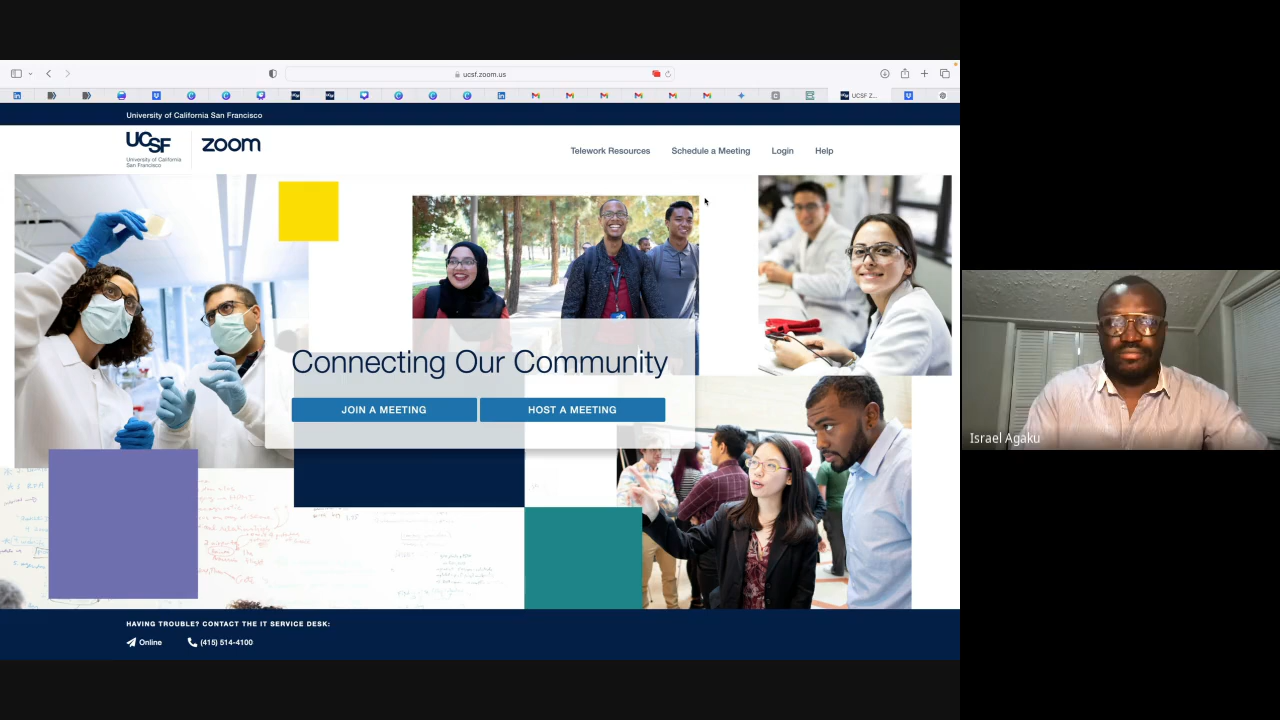 ucsf.zoom.us
UCSF Z...
University of California San Francisco
UCSF
University of California
San Francisco
zoom
Telework Resources
Schedule a Meeting
Login
Help
Connecting Our Community
JOIN A MEETING
HOST A MEETING
Israel Agaku
HAVING TROUBLE? CONTACT THE IT SERVICE DESK:
Online
(415) 514-4100